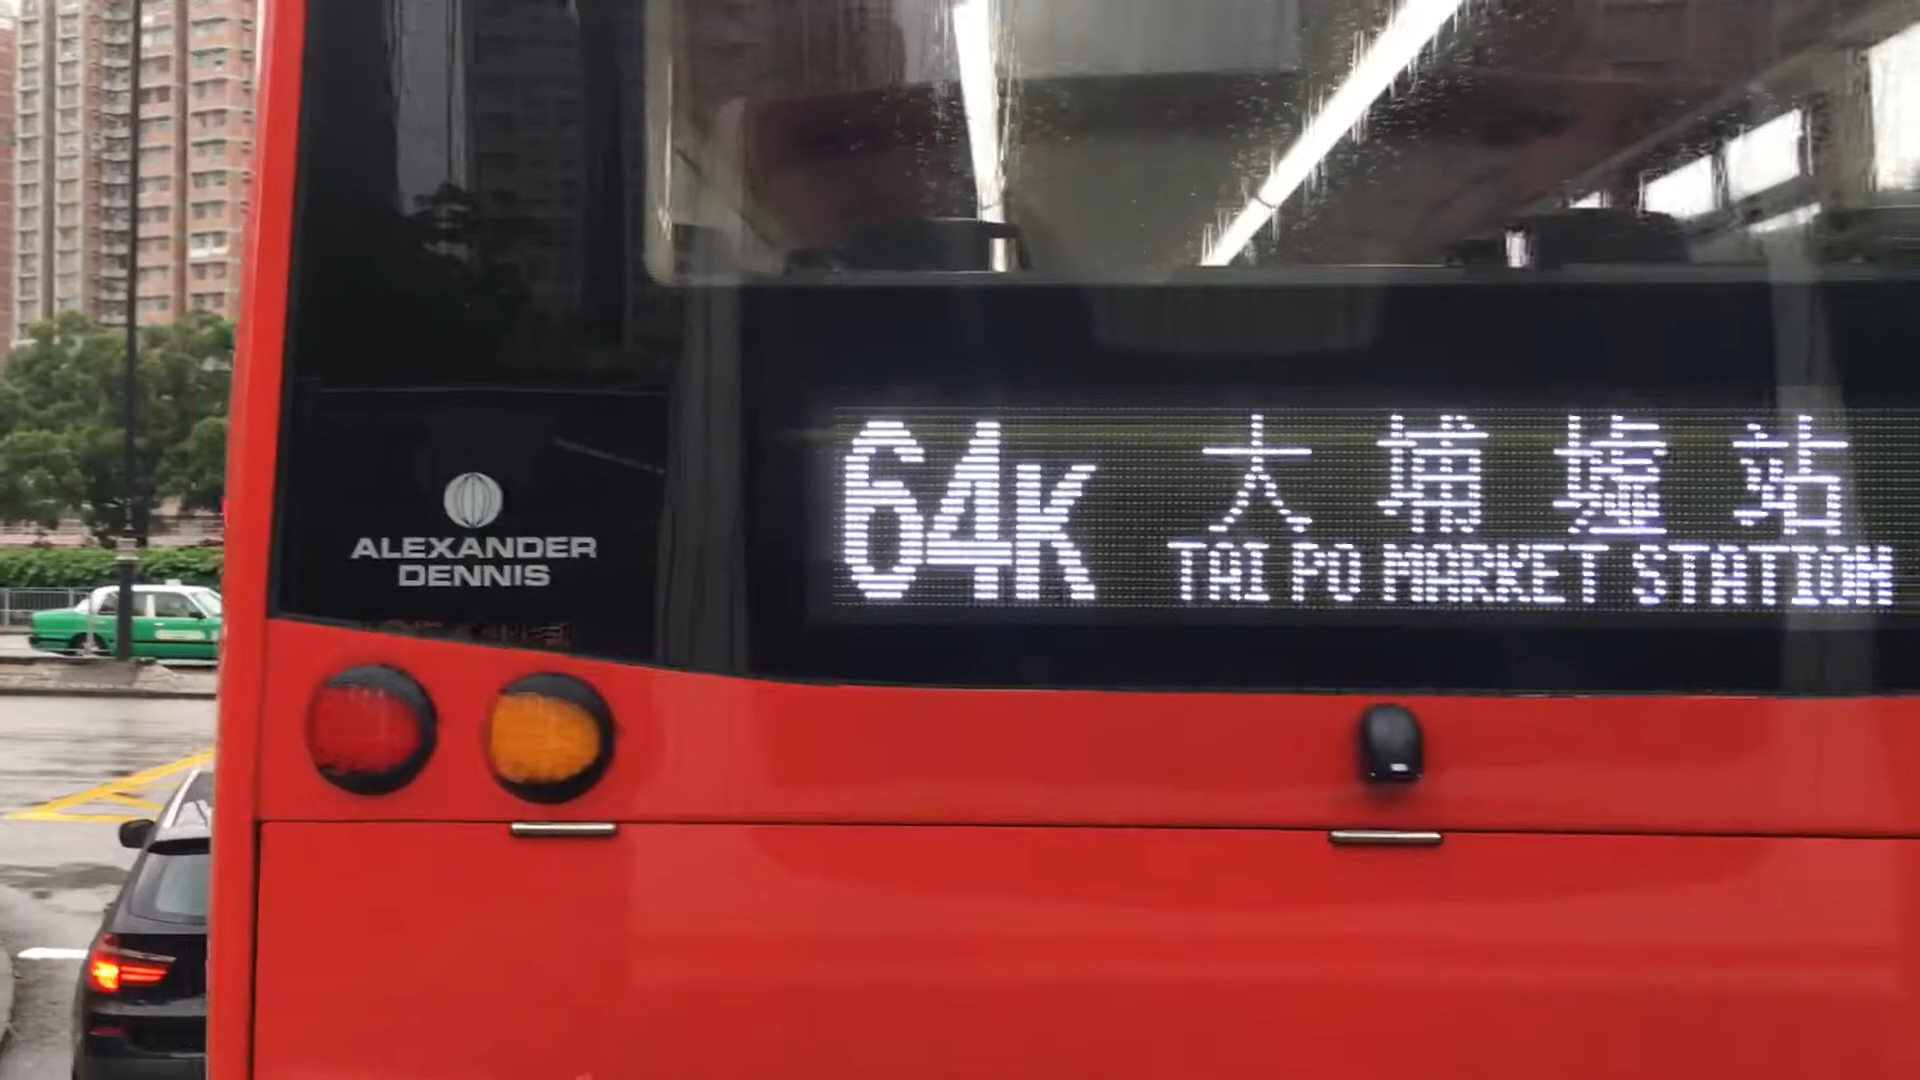 ALEXANDER
DENNIS
64K 大埔墟站
TAI PO MARKET STATION